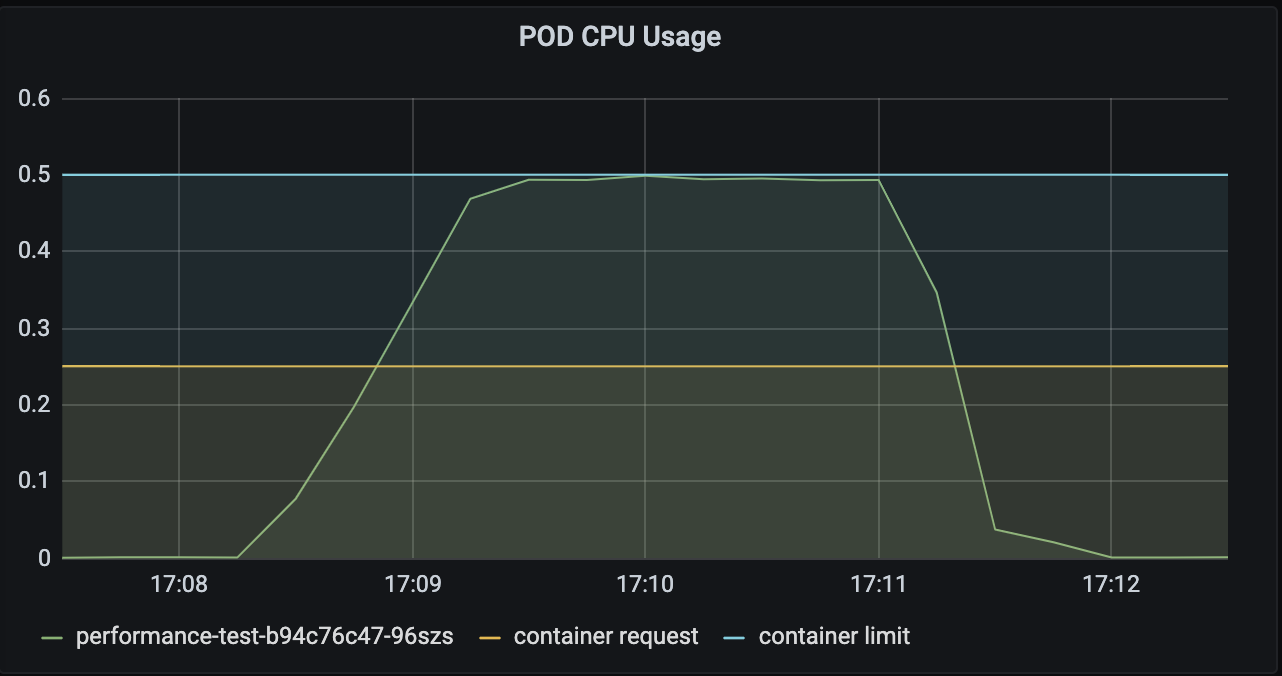 POD CPU Usage
0.6
0.5
0.4
0.3
0.2
0.1
0
17:08 17:09 17:10 17:11 17:12
performance-test-b94c76c47-96szs container request container limit